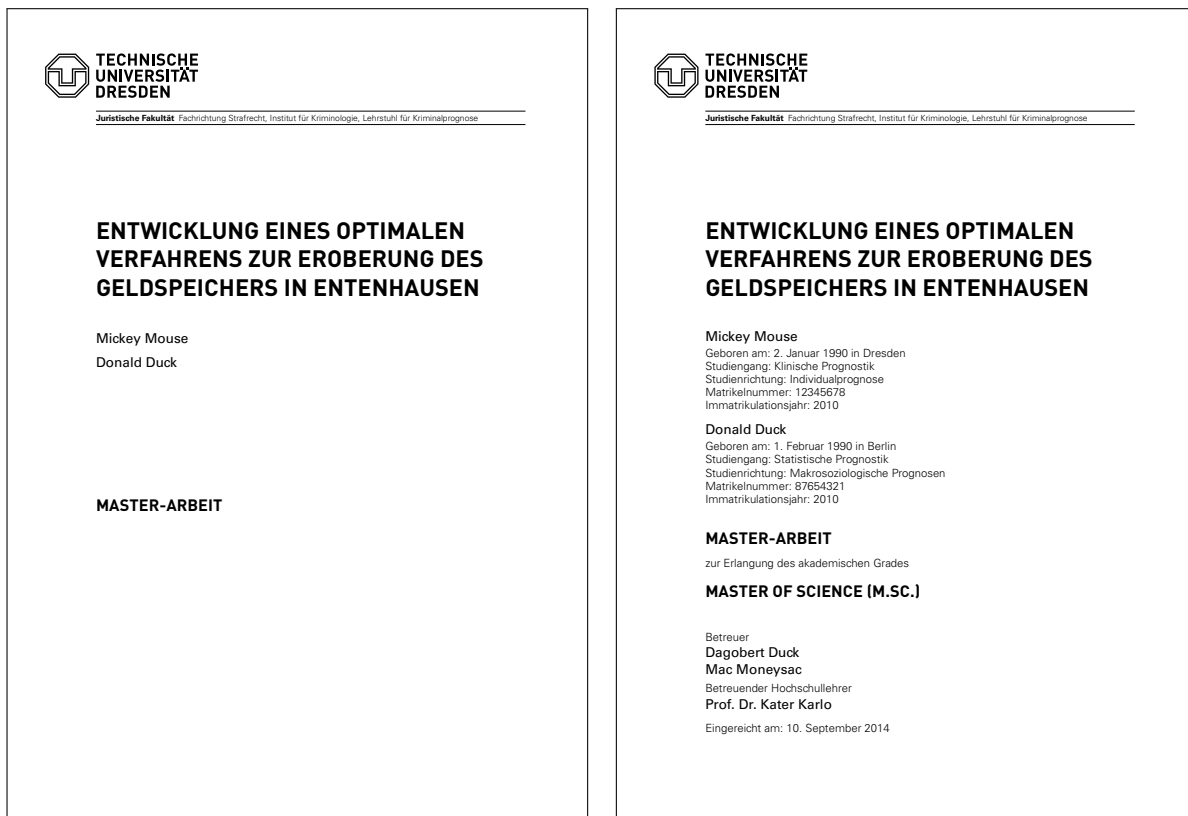 TECHNISCHE
UNIVERSITÄT
DRESDEN
Juristische Fakultät Fachrichtung Strafrecht, Institut für Kriminologie, Lehrstuhl für Kriminalprognose
ENTWICKLUNG EINES OPTIMALEN
VERFAHRENS ZUR EROBERUNG DES
GELDSPEICHERS IN ENTENHAUSEN
Mickey Mouse
Donald Duck
MASTER-ARBEIT
TECHNISCHE
UNIVERSITÄT
DRESDEN
Juristische Fakultät Fachrichtung Strafrecht, Institut für Kriminologie, Lehrstuhl für Kriminalprognose
ENTWICKLUNG EINES OPTIMALEN
VERFAHRENS ZUR EROBERUNG DES
GELDSPEICHERS IN ENTENHAUSEN
Mickey Mouse
Geboren am: 2. Januar 1990 in Dresden
Studiengang: Klinische Prognostik
Studienrichtung: Individualprognose
Matrikelnummer: 12345678
Immatrikulationsjahr: 2010
Donald Duck
Geboren am: 1. Februar 1990 in Berlin
Studiengang: Statistische Prognostik
Studienrichtung: Makrosoziologische Prognosen
Matrikelnummer: 87654321
Immatrikulationsjahr: 2010
MASTER-ARBEIT
zur Erlangung des akademischen Grades
MASTER OF SCIENCE (M.SC.)
Betreuer
Dagobert Duck
Mac Moneysac
Betreuender Hochschullehrer
Prof. Dr. Kater Karlo
Eingereicht am: 10. September 2014